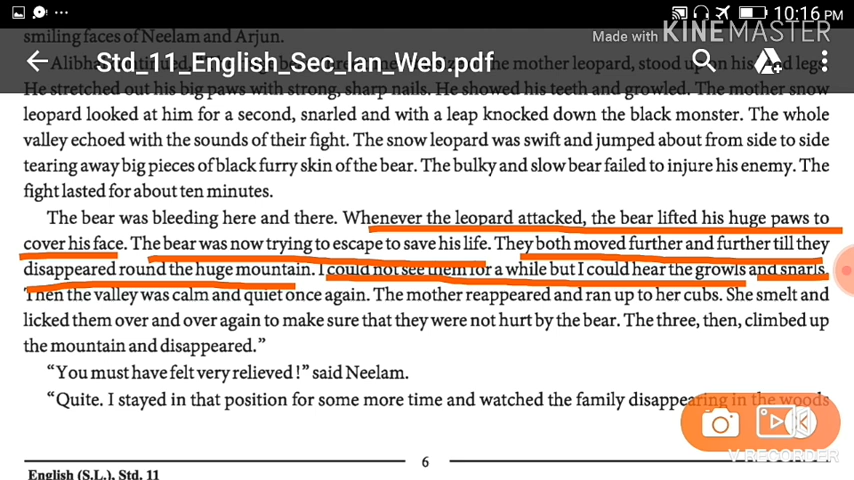 10:16 PM
Made with KINEMASTER
smiling faces of Neelam and Arjun.
Std_11_English_Sec_lan_Web.pdf
He stretched out his big paws with strong, sharp nails. He showed his teeth and growled. The mother snow
leopard looked at him for a second, snarled and with a leap knocked down the black monster. The whole
valley echoed with the sounds of their fight. The snow leopard was swift and jumped about from side to side
tearing away big pieces of black furry skin of the bear. The bulky and slow bear failed to injure his enemy. The
fight lasted for about ten minutes.
The bear was bleeding here and there. Whenever the leopard attacked, the bear lifted his huge paws to
cover his face. The bear was now trying to escape to save his life. They both moved further and further till they
disappeared round the huge mountain. I could not see them for a while but I could hear the growls and snarls.
Then the valley was calm and quiet once again. The mother reappeared and ran up to her cubs. She smelt and
licked them over and over again to make sure that they were not hurt by the bear. The three, then, climbed up
the mountain and disappeared.”
“You must have felt very relieved!” said Neelam.
“Quite. I stayed in that position for some more time and watched the family disappearing in the woods
V RECORDER
6
English (S.L.), Std. 11